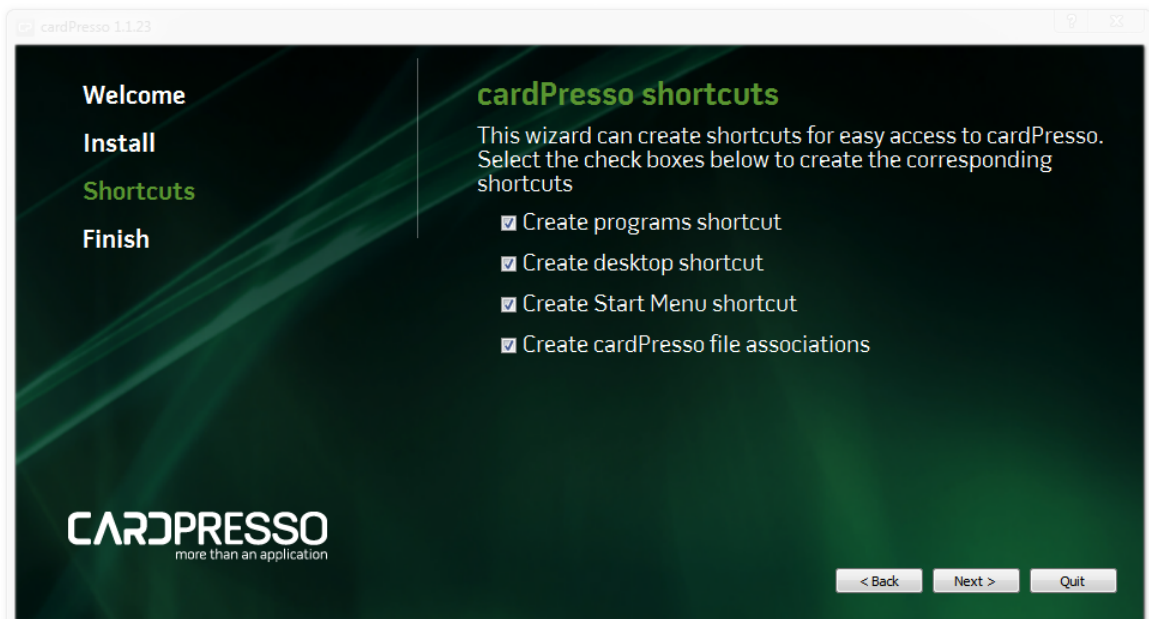 cardPresso 1.1.23
Welcome
Install
Shortcuts
Finish
cardPresso shortcuts
This wizard can create shortcuts for easy access to cardPresso.
Select the check boxes below to create the corresponding
shortcuts
Create programs shortcut
Create desktop shortcut
Create Start Menu shortcut
Create cardPresso file associations
CARDPRESSO
more than an application
< Back
Next >
Quit